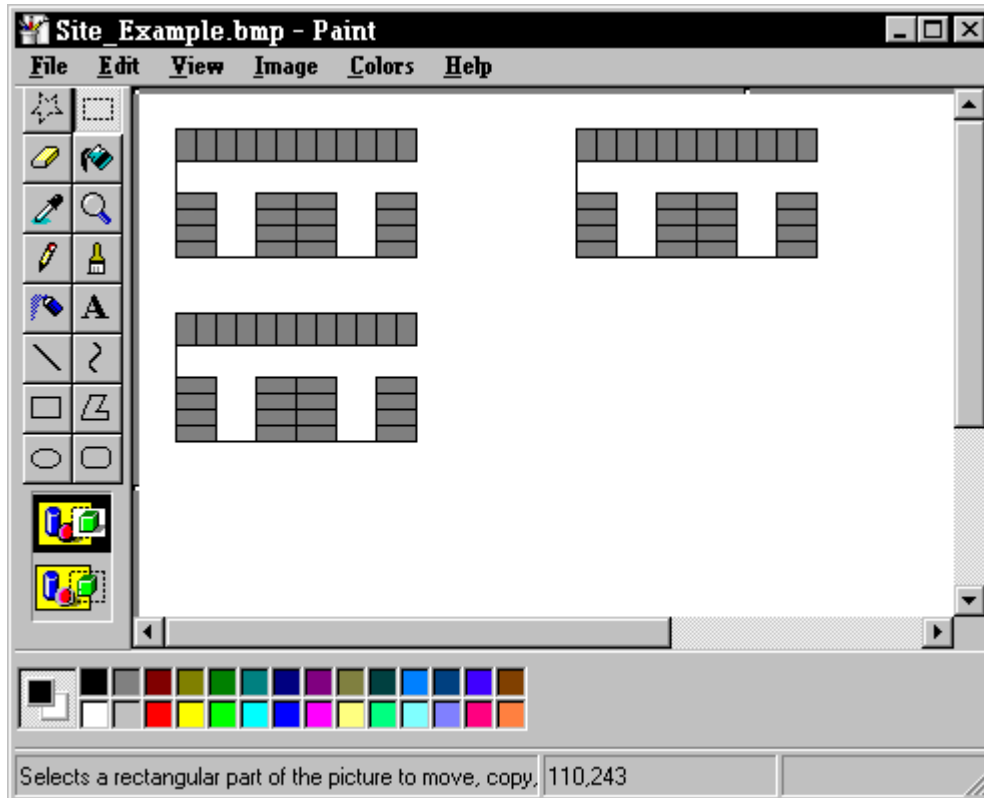 Site_Example.bmp - Paint
File Edit View Image Colors Help
A
Selects a rectangular part of the picture to move, copy, 110,243